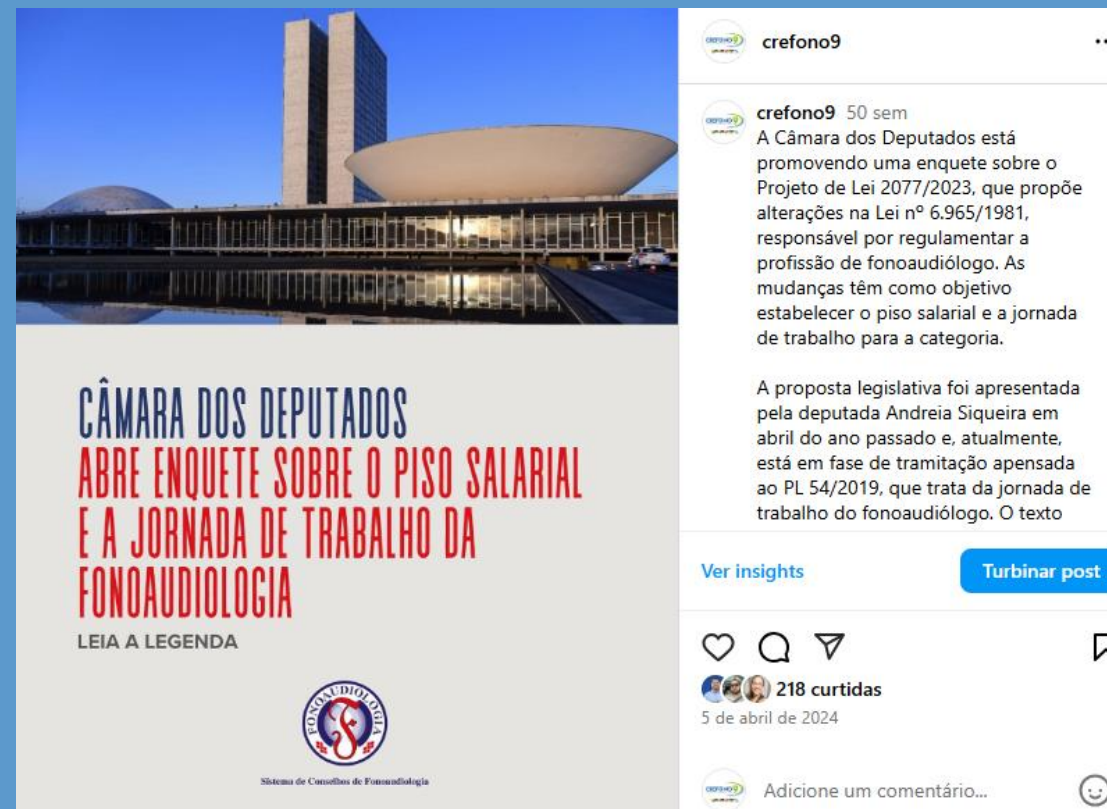 CÂMARA DOS DEPUTADOS
ABRE ENQUETE SOBRE O PISO SALARIAL
E A JORNADA DE TRABALHO DA
FONOAUDIOLOGIA
LEIA A LEGENDA
FONOAUDIOLOGIA
Sistema de Conselhos de Fonoaudiologia
crefono9
crefono9 50 sem
A Câmara dos Deputados está
promovendo uma enquete sobre o
Projeto de Lei 2077/2023, que propõe
alterações na Lei nº 6.965/1981,
responsável por regulamentar a
profissão de fonoaudiólogo. As
mudanças têm como objetivo
estabelecer o piso salarial e a jornada
de trabalho para a categoria.
A proposta legislativa foi apresentada
pela deputada Andreia Siqueira em
abril do ano passado e, atualmente,
está em fase de tramitação apensada
ao PL 54/2019, que trata da jornada de
trabalho do fonoaudiólogo. O texto
Ver insights
Turbinar post
218 curtidas
5 de abril de 2024
Adicione um comentário...